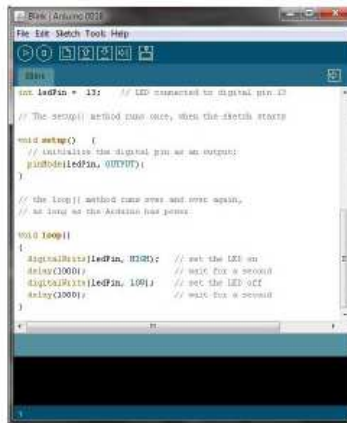 Blink | Arduino 0018
File Edit Sketch Tools Help
Blink
int ledPin = 13; // LED connected to digital pin 13
// The setup() method runs once, when the sketch starts
void setup() {
// initialize the digital pin as an output:
pinMode(ledPin, OUTPUT);
}
// the loop() method runs over and over again,
// as long as the Arduino has power
void loop()
{
digitalWrite(ledPin, HIGH); // set the LED on
delay(1000); // wait for a second
digitalWrite(ledPin, LOW); // set the LED off
delay(1000); // wait for a second
}